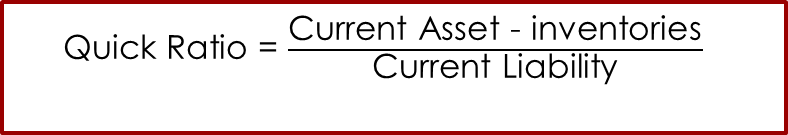 Quick Ratio = Current Asset - inventories
Current Liability